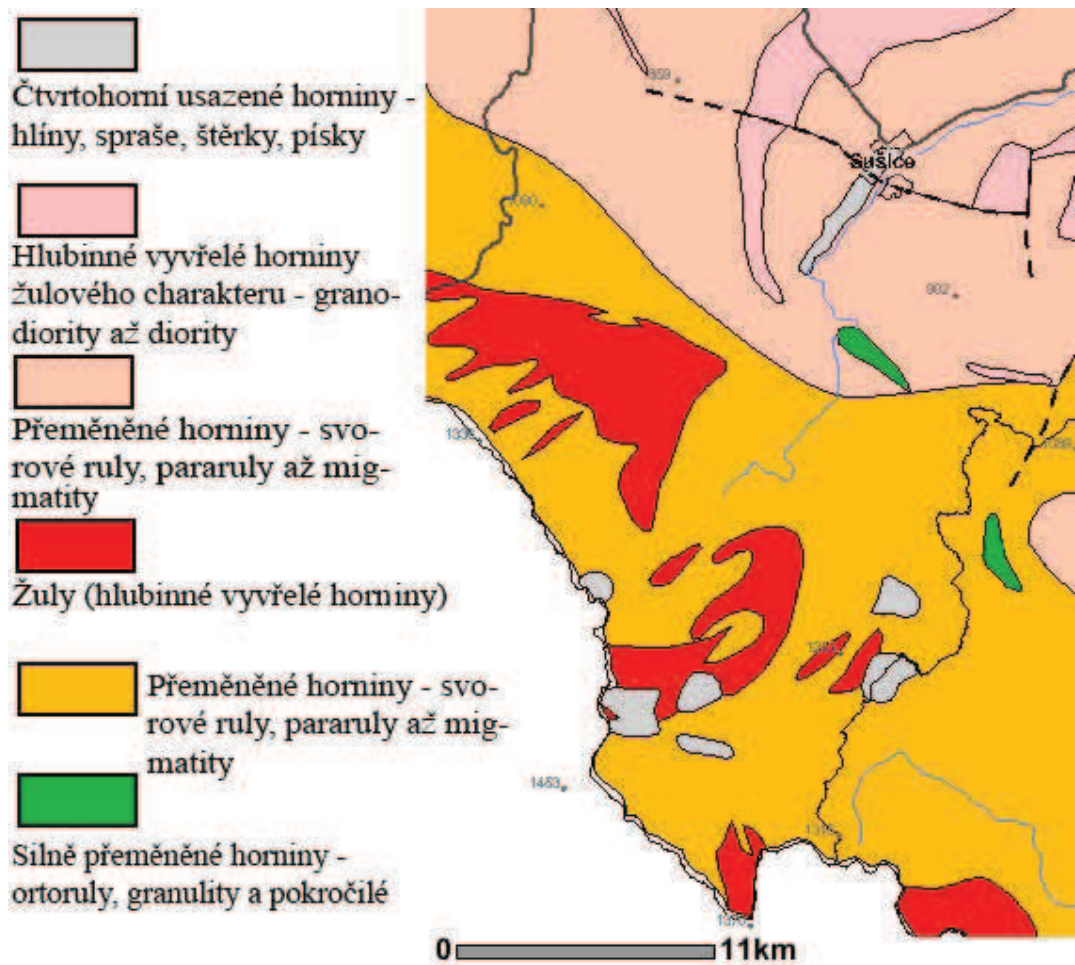 Čtvrtohorní usazené horniny -
hlíny, spraše, štěrky, písky
Hlubinné vyvřelé horniny
žulového charakteru - grano-
diority až diority
Přeměněné horniny - svo-
rové ruly, pararuly až mig-
matity
Žuly (hlubinné vyvřelé horniny)
Přeměněné horniny - svo-
rové ruly, pararuly až mig-
matity
Silně přeměněné horniny -
ortoruly, granulity a pokročilé
Sušice
902
1453
0 11km